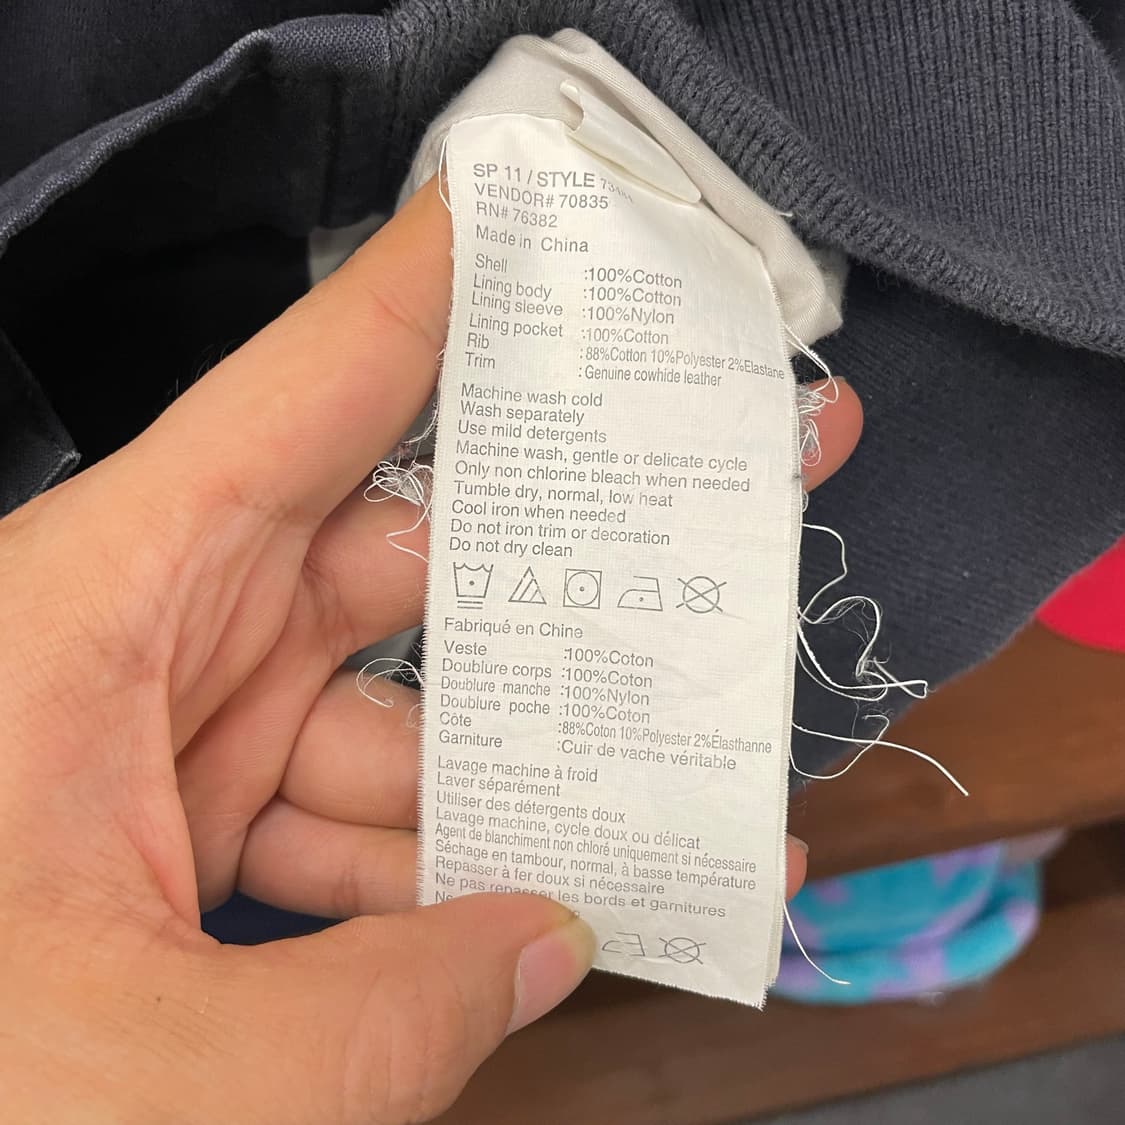 SP 11 / STYLE
VENDOR# 70835
RN# 76382
Made in China
Shell :100%Cotton
Lining body :100%Cotton
Lining sleeve :100%Nylon
Lining pocket :100%Cotton
Rib :88%Cotton 10%Polyester 2%Elastane
Trim :Genuine cowhide leather
Machine wash cold
Wash separately
Use mild detergents
Machine wash, gentle or delicate cycle
Only non chlorine bleach when needed
Tumble dry, normal, low heat
Cool iron when needed
Do not iron trim or decoration
Do not dry clean
Fabriqué en Chine
Veste :100%Coton
Doublure corps :100%Coton
Doublure manche :100%Nylon
Doublure poche :100%Coton
Côte :88%Coton 10%Polyester 2%Élasthanne
Garniture :Cuir de vache véritable
Lavage machine à froid
Laver séparément
Utiliser des détergents doux
Lavage machine, cycle doux ou délicat
Agent de blanchiment non chloré uniquement si nécessaire
Séchage en tambour, normal, à basse température
Repasser à fer doux si nécessaire
Ne pas repasser les bords et garnitures